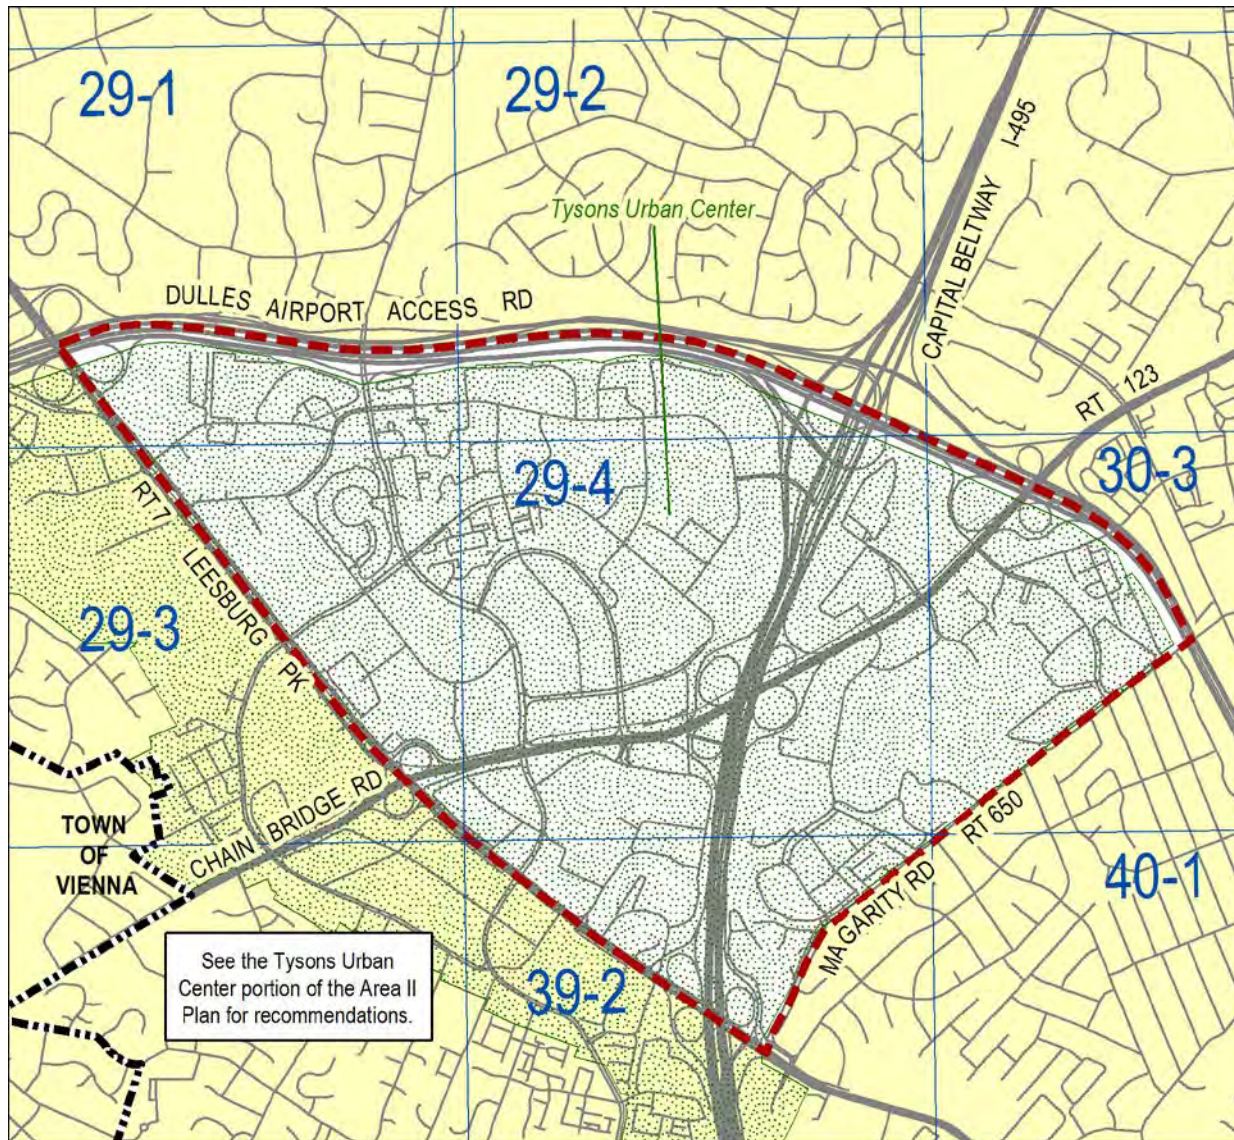 29-1
29-2
I-495
Tysons Urban Center
CAPITAL BELTWAY
DULLES AIRPORT ACCESS RD
RT 123
29-4
30-3
RT 7
LEESBURG PK
29-3
TOWN
OF
VIENNA
CHAIN BRIDGE RD
RT 650
MAGARITY RD
40-1
See the Tysons Urban
Center portion of the Area II
Plan for recommendations.
39-2